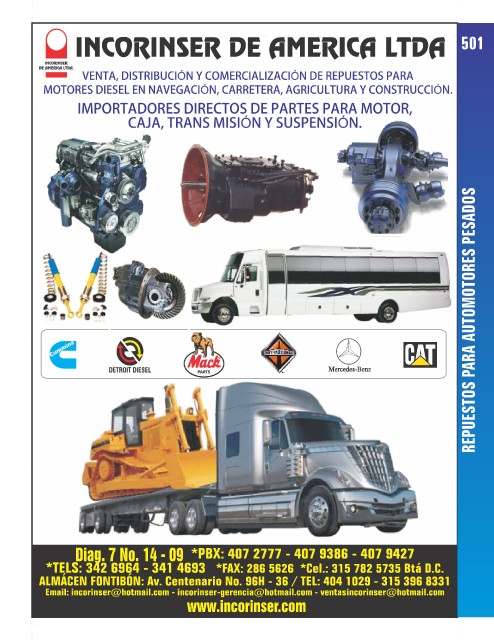 INCORINSER DE AMERICA LTDA
501
INCORINSER
DE AMERICA LTDA.
VENTA, DISTRIBUCIÓN Y COMERCIALIZACIÓN DE REPUESTOS PARA
MOTORES DIESEL EN NAVEGACIÓN, CARRETERA, AGRICULTURA Y CONSTRUCCIÓN.
IMPORTADORES DIRECTOS DE PARTES PARA MOTOR,
CAJA, TRANS MISIÓN Y SUSPENSIÓN.
REPUESTOS PARA AUTOMOTORES PESADOS
Cummins
DETROIT DIESEL
Mack
PARTS
INTERNATIONAL
Mercedes-Benz
CAT
Diag. 7 No. 14 - 09 *PBX: 407 2777 - 407 9386 - 407 9427
*TELS: 342 6964 - 341 4693 *FAX: 286 5626 *Cel.: 315 782 5735 Btá D.C.
ALMÁCEN FONTIBÓN: Av. Centenario No. 96H - 36 / TEL: 404 1029 - 315 396 8331
Email: incorinser@hotmail.com - incorinser-gerencia@hotmail.com - ventasincorinser@hotmail.com
www.incorinser.com